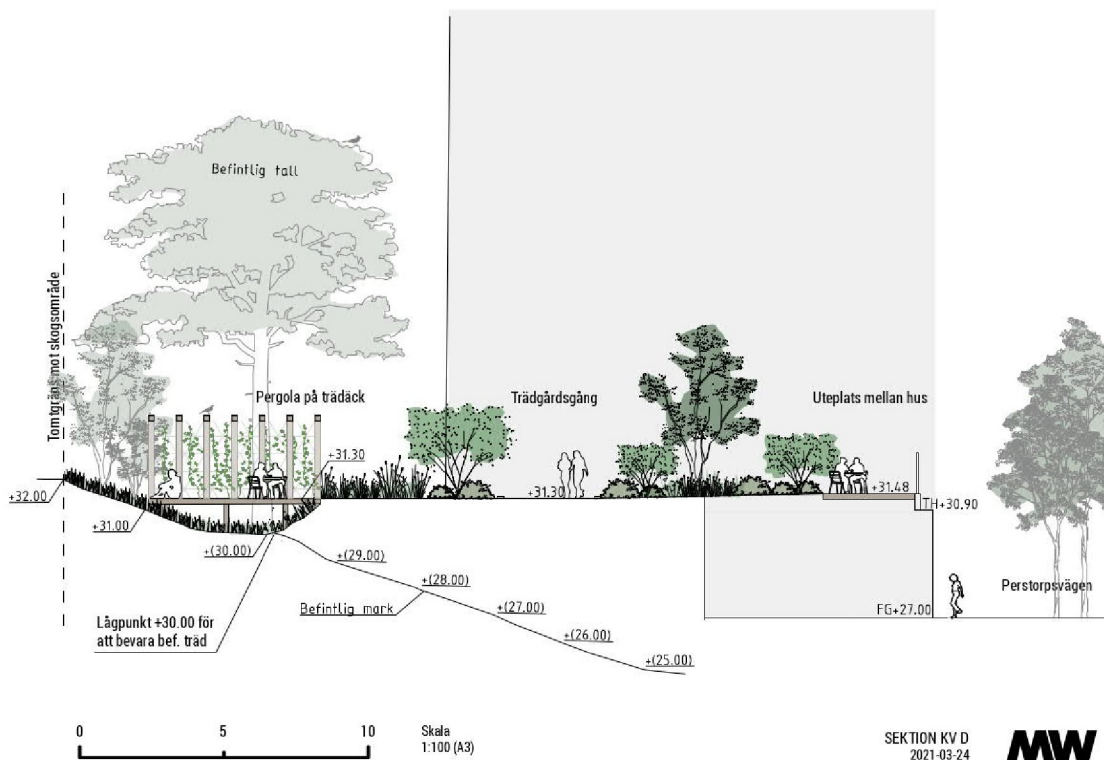 Befintlig tall
Tomtgräns mot skogsområde
Pergola på trädäck
Trädgårdsgång
Uteplats mellan hus
+31.30
+32.00
+31.00
+(30.00)
+31.30
+31.48
TH+30.90
+(29.00)
+(28.00)
Befintlig mark
+(27.00)
+(26.00)
+(25.00)
FG+27.00
Perstorpsvägen
Lågpunkt +30.00 för
att bevara bef. träd
0 5 10
Skala
1:100 (A3)
SEKTION KV D
2021-03-24
MW